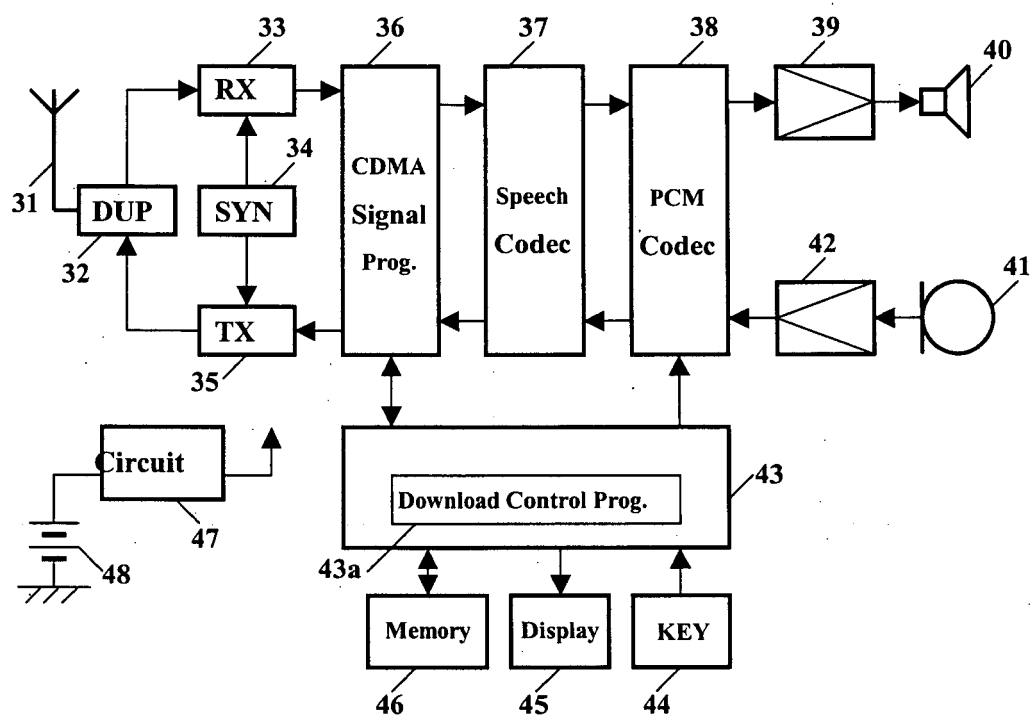 33
36
37
38
39
40
RX
34
31
CDMA
Signal
Prog.
Speech
Codec
PCM
Codec
DUP
SYN
32
42
41
TX
35
Circuit
43
Download Control Prog.
47
43a
48
Memory
Display
KEY
46
45
44